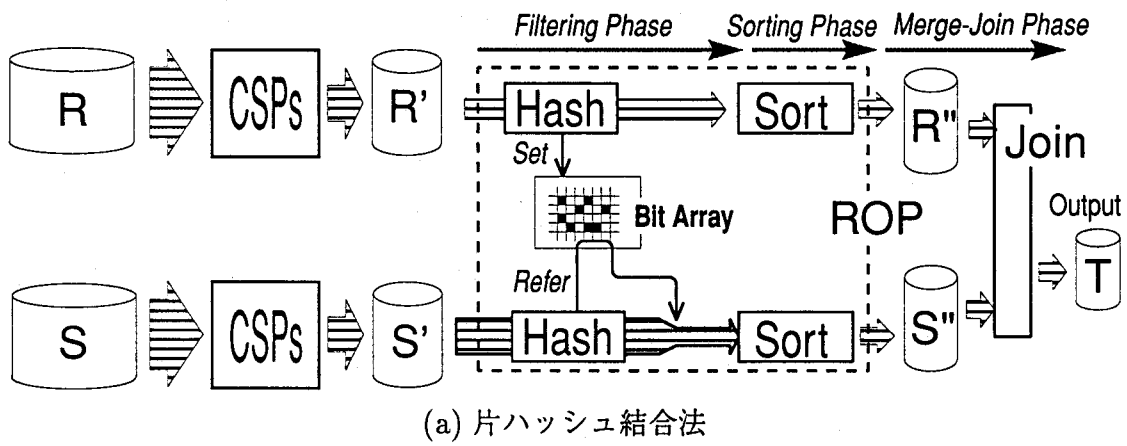 Filtering Phase Sorting Phase Merge-Join Phase
R CSPs R' Hash Sort R" Join
Set
Bit Array
ROP
Output
T
Refer
S CSPs S' Hash Sort S"
(a) 片ハッシュ結合法